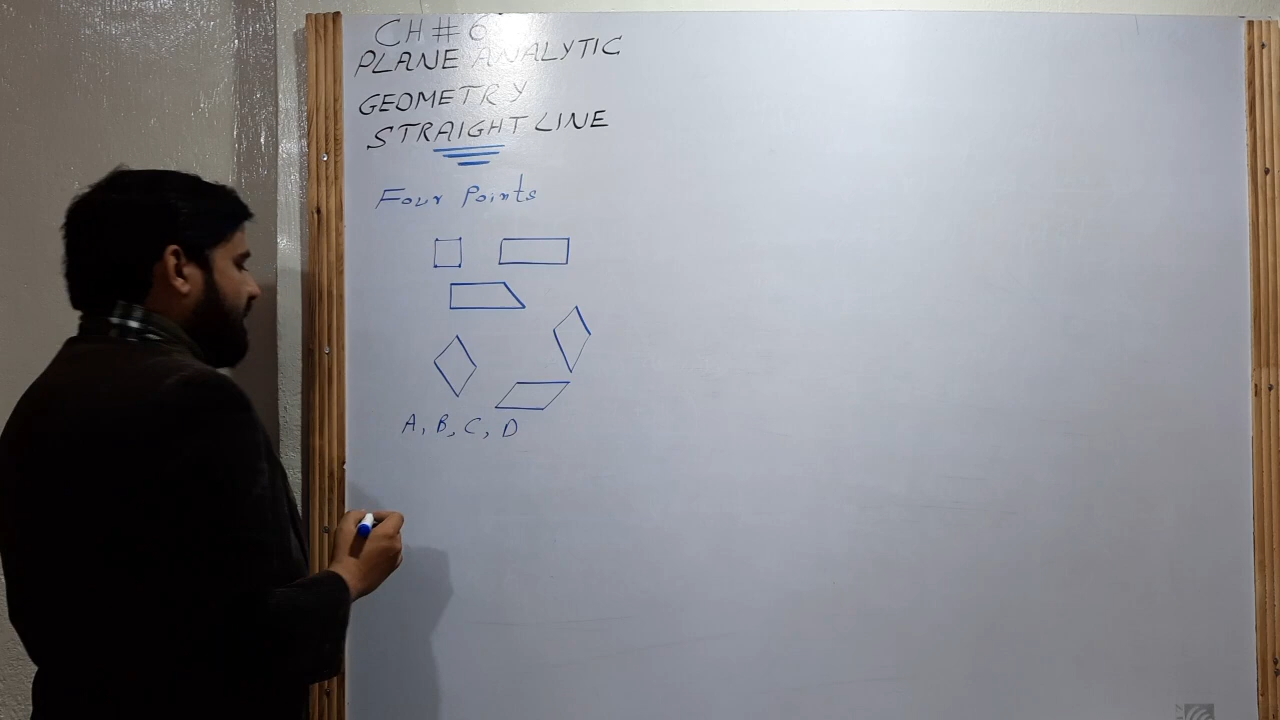 CH # 6
PLANE ANALYTIC
GEOMETRY
STRAIGHT LINE
Four Points
A, B, C, D